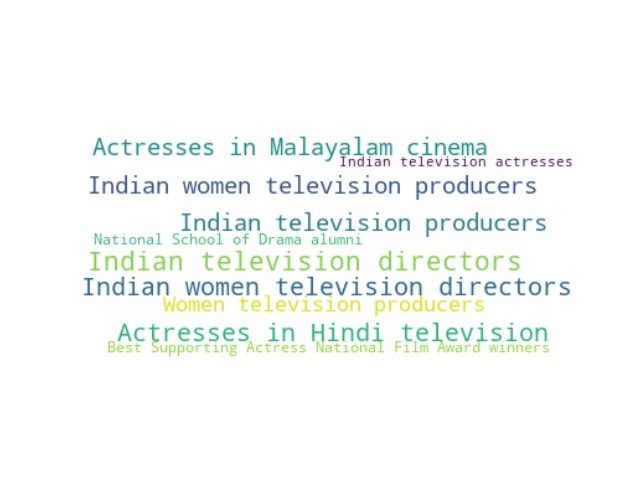 Actresses in Malayalam cinema
Indian television actresses
Indian women television producers
Indian television producers
National School of Drama alumni
Indian television directors
Indian women television directors
Women television producers
Actresses in Hindi television
Best Supporting Actress National Film Award winners